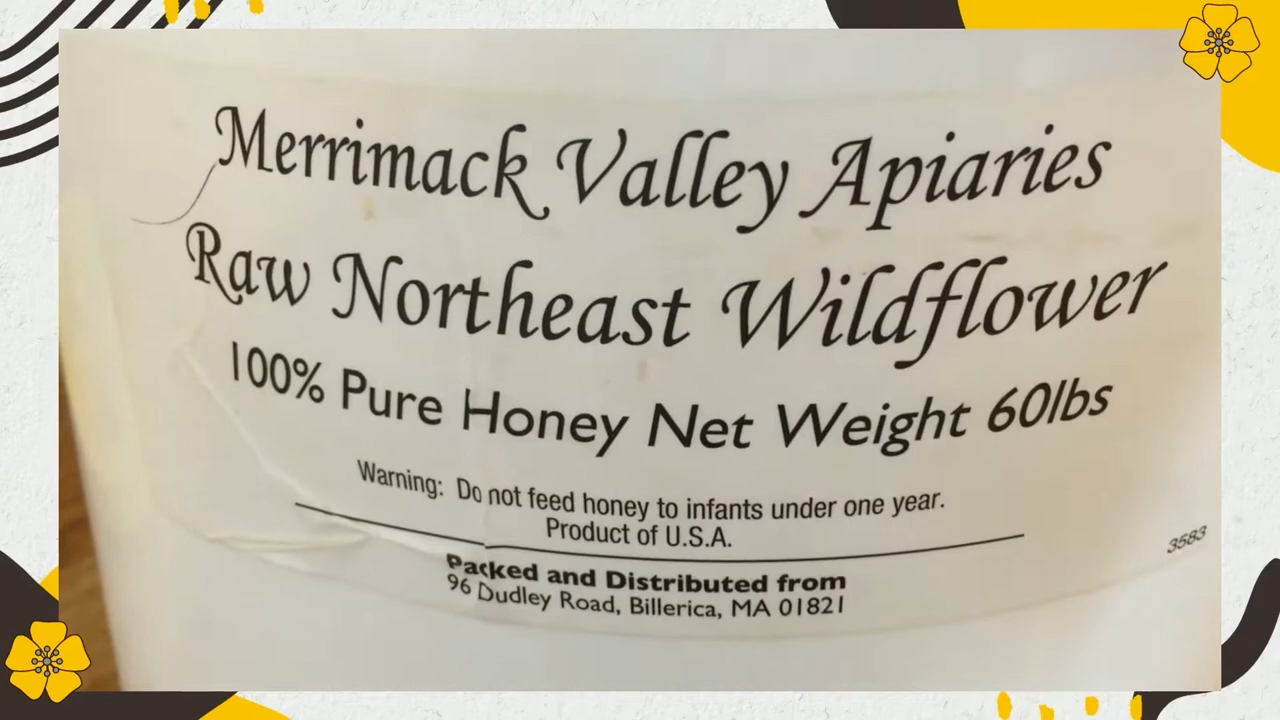 Merrimack Valley Apiaries
Raw Northeast Wildflower
100% Pure Honey Net Weight 60lbs
Warning: Do not feed honey to infants under one year.
Product of U.S.A.
3583
Packed and Distributed from
96 Dudley Road, Billerica, MA 01821